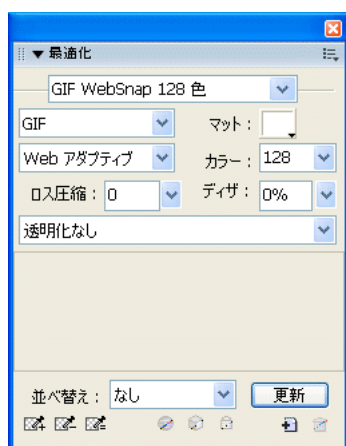 ▼ 最適化
GIF WebSnap 128 色
GIF マット：
Web アダプティブ カラー： 128
ロス圧縮： 0 ディザ： 0%
透明化なし
並べ替え： なし 更新